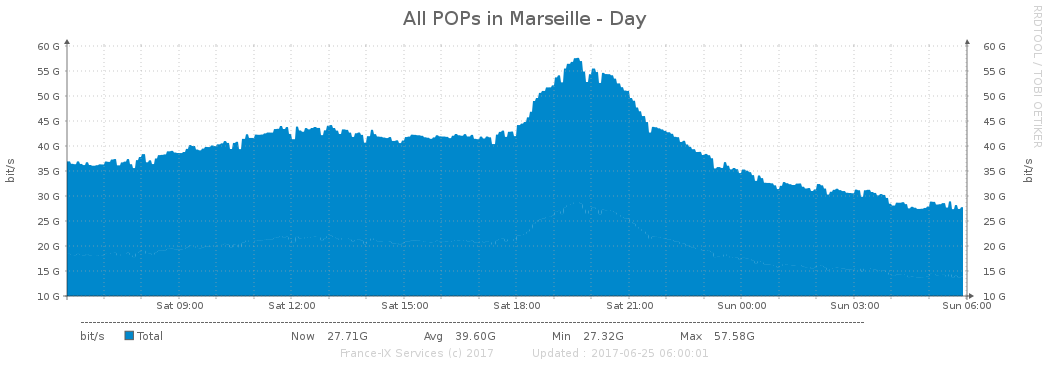 All POPs in Marseille - Day
RRDTOOL / TOBI OETIKER
60 G 60 G
55 G 55 G
50 G 50 G
45 G 45 G
40 G 40 G
35 G 35 G
30 G 30 G
25 G 25 G
20 G 20 G
15 G 15 G
10 G 10 G
bit/s
bit/s
Sat 09:00 Sat 12:00 Sat 15:00 Sat 18:00 Sat 21:00 Sun 00:00 Sun 03:00 Sun 06:00
bit/s Total Now 27.71G Avg 39.60G Min 27.32G Max 57.58G
France-IX Services (c) 2017 Updated : 2017-06-25 06:00:01